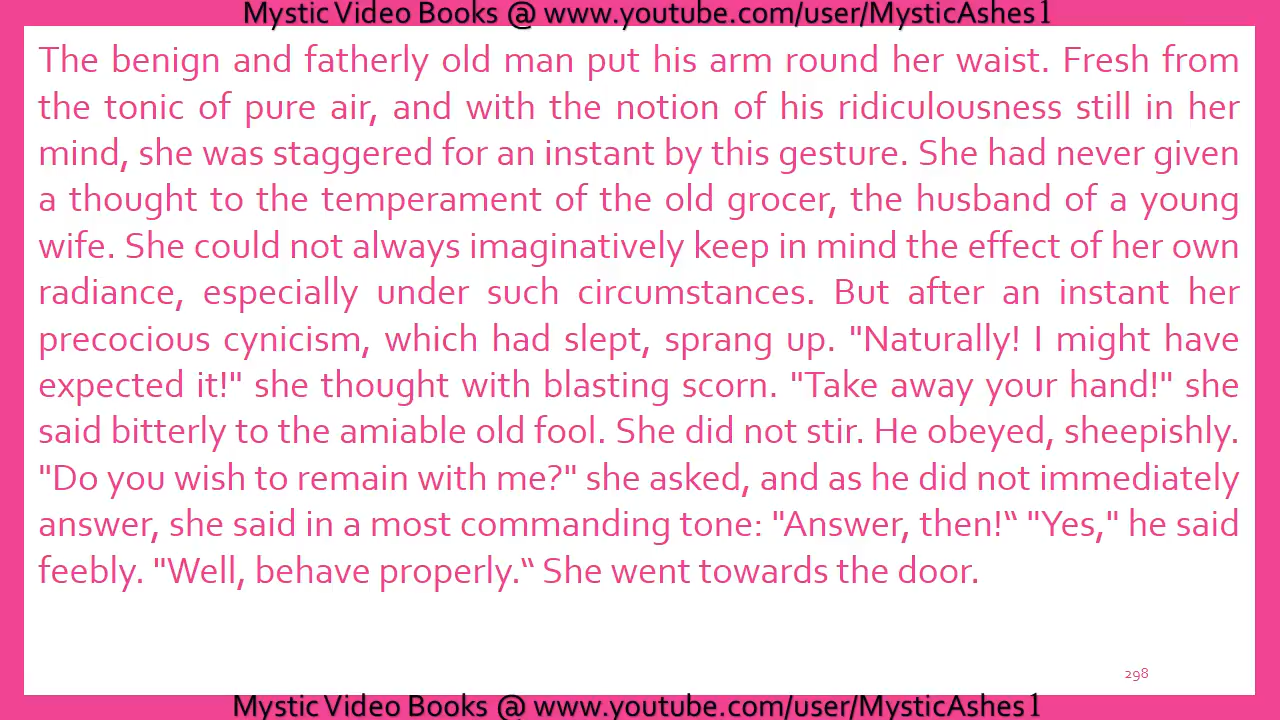 Mystic Video Books @ www.youtube.com/user/MysticAshes1
The benign and fatherly old man put his arm round her waist. Fresh from
the tonic of pure air, and with the notion of his ridiculousness still in her
mind, she was staggered for an instant by this gesture. She had never given
a thought to the temperament of the old grocer, the husband of a young
wife. She could not always imaginatively keep in mind the effect of her own
radiance, especially under such circumstances. But after an instant her
precocious cynicism, which had slept, sprang up. "Naturally! I might have
expected it!" she thought with blasting scorn. "Take away your hand!" she
said bitterly to the amiable old fool. She did not stir. He obeyed, sheepishly.
"Do you wish to remain with me?" she asked, and as he did not immediately
answer, she said in a most commanding tone: "Answer, then!“ "Yes," he said
feebly. "Well, behave properly.“ She went towards the door.
298
Mystic Video Books @ www.youtube.com/user/MysticAshes1